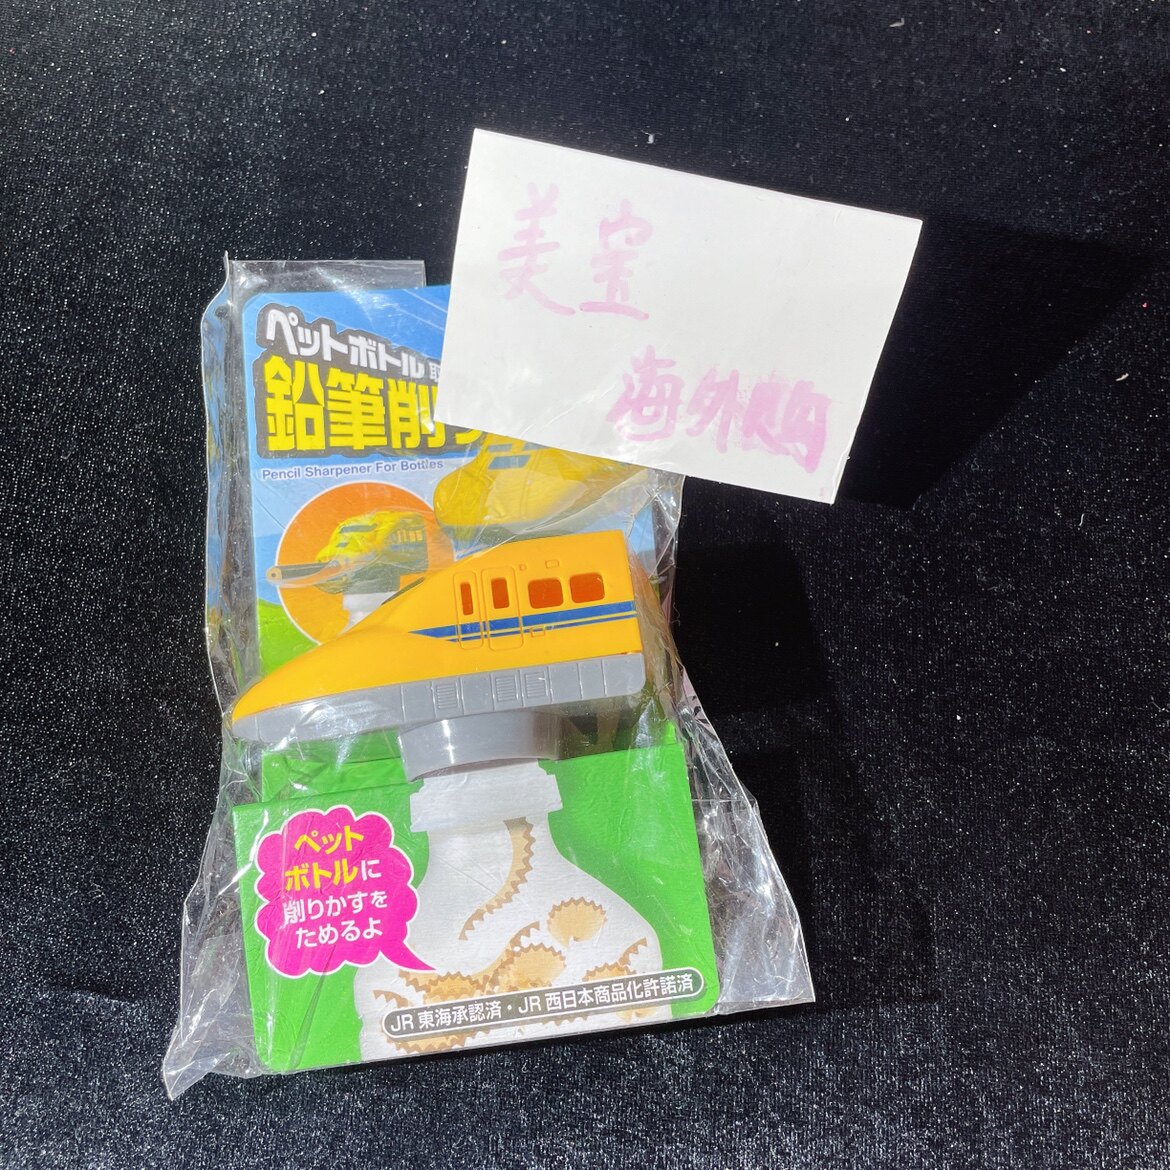 美宝
海外购
ペットボトル取
鉛筆削り
Pencil Sharpener For Bottles
ペット
ボトルに
削りかすを
ためるよ
JR東海承認済・JR西日本商品化許諾済